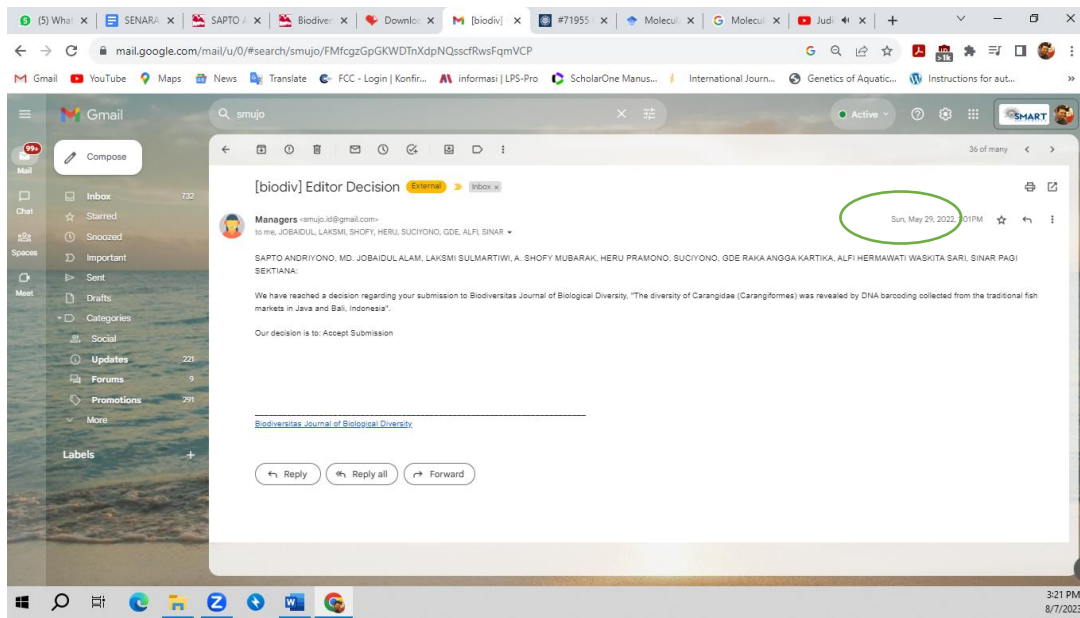 (5) What
SENARA
SAPTO A
Biodiver
Downlo
[biodiv]
#71955
Molecul
Molecul
Judi
mail.google.com/mail/u/0/#search/smujo/FMfcgzGpGKWDTnXdpNQsscfRwsFqmVCP
>1k
Gmail YouTube Maps News Translate FCC - Login | Konfir... informasi | LPS-Pro ScholarOne Manus... International Journ... Genetics of Aquatic... Instructions for aut... »
Gmail
smujo
Active
SMART
99+
Mail
Chat
Spaces
Meet
Compose
Inbox 732
Starred
Snoozed
Important
Sent
Drafts
Categories
Social
Updates 221
Forums 9
Promotions 291
More
Labels
36 of many
[biodiv] Editor Decision External Inbox x
Managers <smujo.id@gmail.com> Sun, May 29, 2022, 1:01PM
to me, JOBAIDUL, LAKSMI, SHOFY, HERU, SUCIYONO, GDE, ALFI, SINAR
SAPTO ANDRIYONO, MD. JOBAIDUL ALAM, LAKSMI SULMARTIWI, A. SHOFY MUBARAK, HERU PRAMONO, SUCIYONO, GDE RAKA ANGGA KARTIKA, ALFI HERMAWATI WASKITA SARI, SINAR PAGI
SEKTIANA:
We have reached a decision regarding your submission to Biodiversitas Journal of Biological Diversity, "The diversity of Carangidae (Carangiformes) was revealed by DNA barcoding collected from the traditional fish
markets in Java and Bali, Indonesia".
Our decision is to: Accept Submission
Biodiversitas Journal of Biological Diversity
Reply Reply all Forward
3:21 PM
8/7/2023